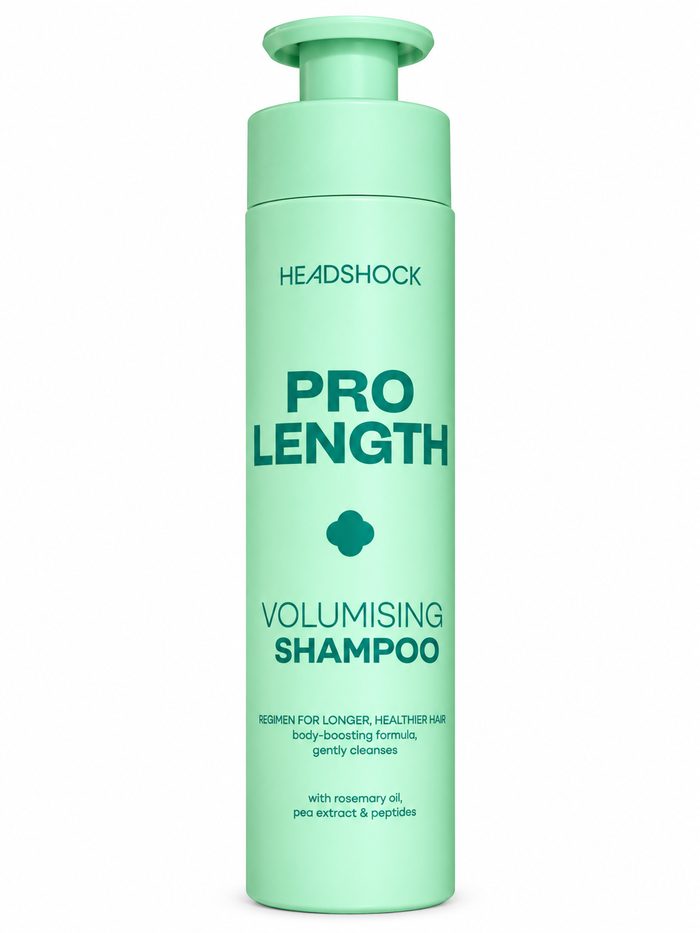 HEADSHOCK
PRO
LENGTH
VOLUMISING
SHAMPOO
REGIMEN FOR LONGER, HEALTHIER HAIR
body-boosting formula,
gently cleanses
with rosemary oil,
pea extract & peptides